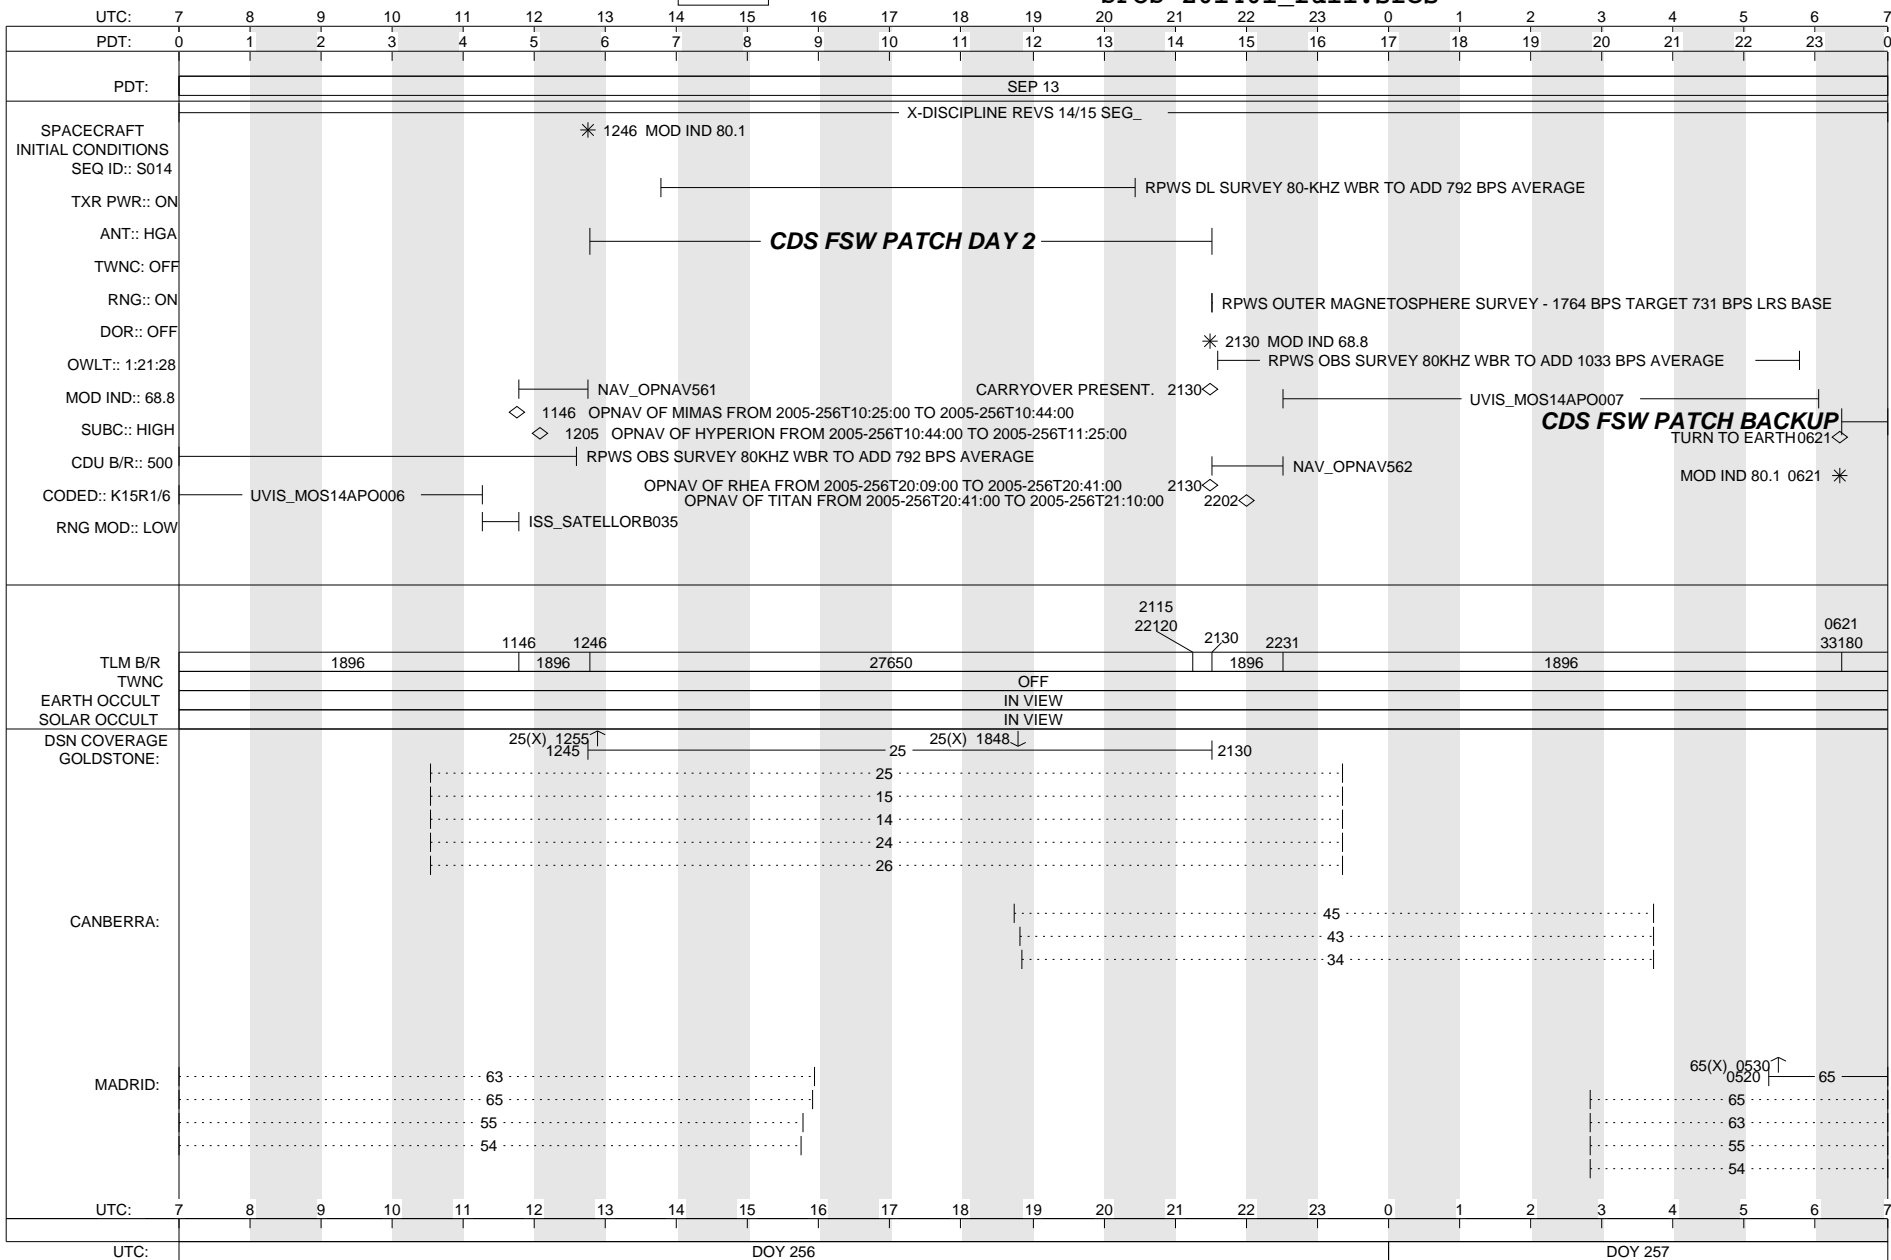 UTC: 7 8 9 10 11 12 13 14 15 16 17 18 19 20 21 22 23 0 1 2 3 4 5 6 7
PDT: 0 1 2 3 4 5 6 7 8 9 10 11 12 13 14 15 16 17 18 19 20 21 22 23 0
PDT: SEP 13
X-DISCIPLINE REVS 14/15 SEG_
SPACECRAFT
INITIAL CONDITIONS
1246 MOD IND 80.1
SEQ ID:: S014
RPWS DL SURVEY 80-KHZ WBR TO ADD 792 BPS AVERAGE
TXR PWR:: ON
ANT:: HGA
CDS FSW PATCH DAY 2
TWNC: OFF
RNG:: ON
RPWS OUTER MAGNETOSPHERE SURVEY - 1764 BPS TARGET 731 BPS LRS BASE
DOR:: OFF
2130 MOD IND 68.8
OWLT:: 1:21:28
RPWS OBS SURVEY 80KHZ WBR TO ADD 1033 BPS AVERAGE
NAV_OPNAV561
CARRYOVER PRESENT. 2130
MOD IND:: 68.8
UVIS_MOS14APO007
1146 OPNAV OF MIMAS FROM 2005-256T10:25:00 TO 2005-256T10:44:00
CDS FSW PATCH BACKUP
SUBC:: HIGH
1205 OPNAV OF HYPERION FROM 2005-256T10:44:00 TO 2005-256T11:25:00
TURN TO EARTH 0621
RPWS OBS SURVEY 80KHZ WBR TO ADD 792 BPS AVERAGE
CDU B/R:: 500
NAV_OPNAV562
MOD IND 80.1 0621
OPNAV OF RHEA FROM 2005-256T20:09:00 TO 2005-256T20:41:00 2130
CODED:: K15R1/6
UVIS_MOS14APO006
OPNAV OF TITAN FROM 2005-256T20:41:00 TO 2005-256T21:10:00 2202
ISS_SATELLORB035
RNG MOD:: LOW
2115
22120
0621
33180
1146 1246 2130 2231
TLM B/R 1896 1896 27650 1896 1896
TWNC OFF
EARTH OCCULT IN VIEW
SOLAR OCCULT IN VIEW
DSN COVERAGE
25(X) 1255 25(X) 1848
GOLDSTONE: 1245 25 2130
25
15
14
24
26
CANBERRA: 45
43
34
65(X) 0530
0520 65
MADRID: 63
65 65
55 63
54 55
54
UTC: 7 8 9 10 11 12 13 14 15 16 17 18 19 20 21 22 23 0 1 2 3 4 5 6 7
UTC: DOY 256 DOY 257